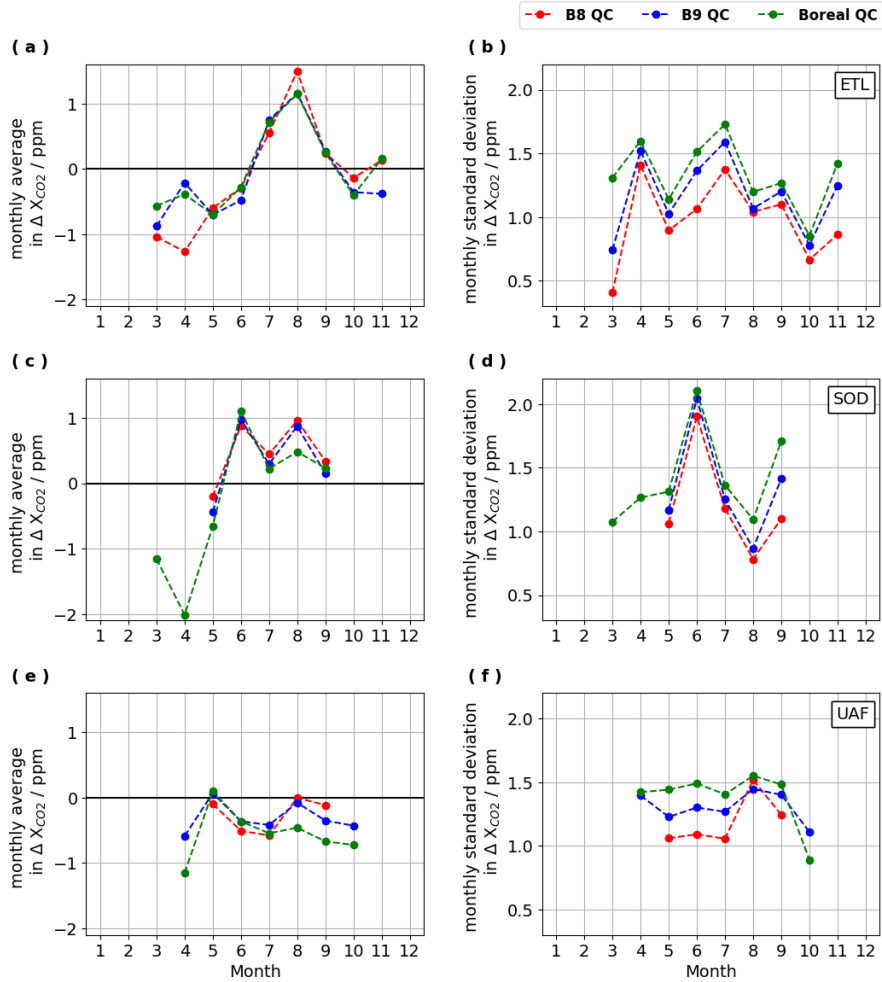 B8 QC B9 QC Boreal QC
( a )
monthly average
in Δ X_CO2 / ppm
1
0
−1
−2
1 2 3 4 5 6 7 8 9 10 11 12
( b )
monthly standard deviation
in Δ X_CO2 / ppm
2.0
1.5
1.0
0.5
ETL
1 2 3 4 5 6 7 8 9 10 11 12
( c )
monthly average
in Δ X_CO2 / ppm
1
0
−1
−2
1 2 3 4 5 6 7 8 9 10 11 12
( d )
monthly standard deviation
in Δ X_CO2 / ppm
2.0
1.5
1.0
0.5
SOD
1 2 3 4 5 6 7 8 9 10 11 12
( e )
monthly average
in Δ X_CO2 / ppm
1
0
−1
−2
1 2 3 4 5 6 7 8 9 10 11 12
Month
( f )
monthly standard deviation
in Δ X_CO2 / ppm
2.0
1.5
1.0
0.5
UAF
1 2 3 4 5 6 7 8 9 10 11 12
Month